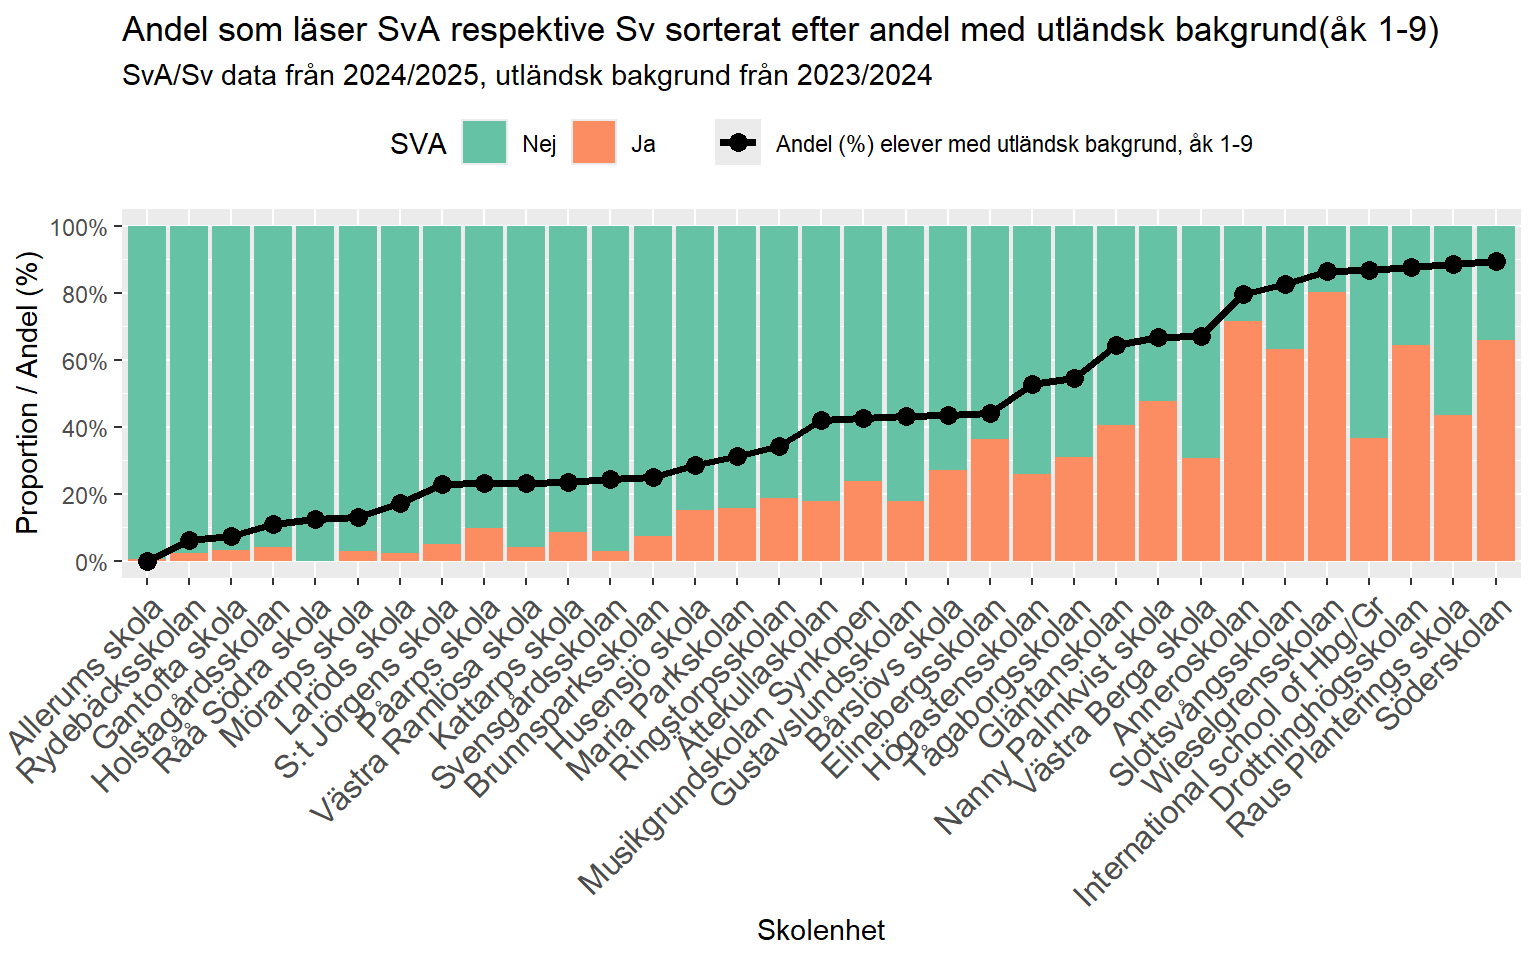 Andel som läser SvA respektive Sv sorterat efter andel med utländsk bakgrund(åk 1-9)
SvA/Sv data från 2024/2025, utländsk bakgrund från 2023/2024
SVA Nej Ja Andel (%) elever med utländsk bakgrund, åk 1-9
Proportion / Andel (%)
100%
80%
60%
40%
20%
0%
Allerums skola
Rydebäcksskolan
Gantofta skola
Holstagårdsskolan
Råå Södra skola
Mörarps skola
Laröds skola
S:t Jörgens skola
Påarps skola
Västra Ramlösa skola
Kattarps skola
Svensgårdsskolan
Brunnsparksskolan
Husensjö skola
Maria Parkskolan
Ringstorpsskolan
Ättekullaskolan
Musikgrundskolan Synkopen
Gustavslundsskolan
Bårslövs skola
Elinebergsskolan
Högastensskolan
Tågaborgsskolan
Gläntanskolan
Nanny Palmkvist skola
Västra Berga skola
Anneroskolan
Slottsvångsskolan
Wieselgrensskolan
International school of Hbg/Gr
Drottninghögsskolan
Raus Planterings skola
Söderskolan
Skolenhet